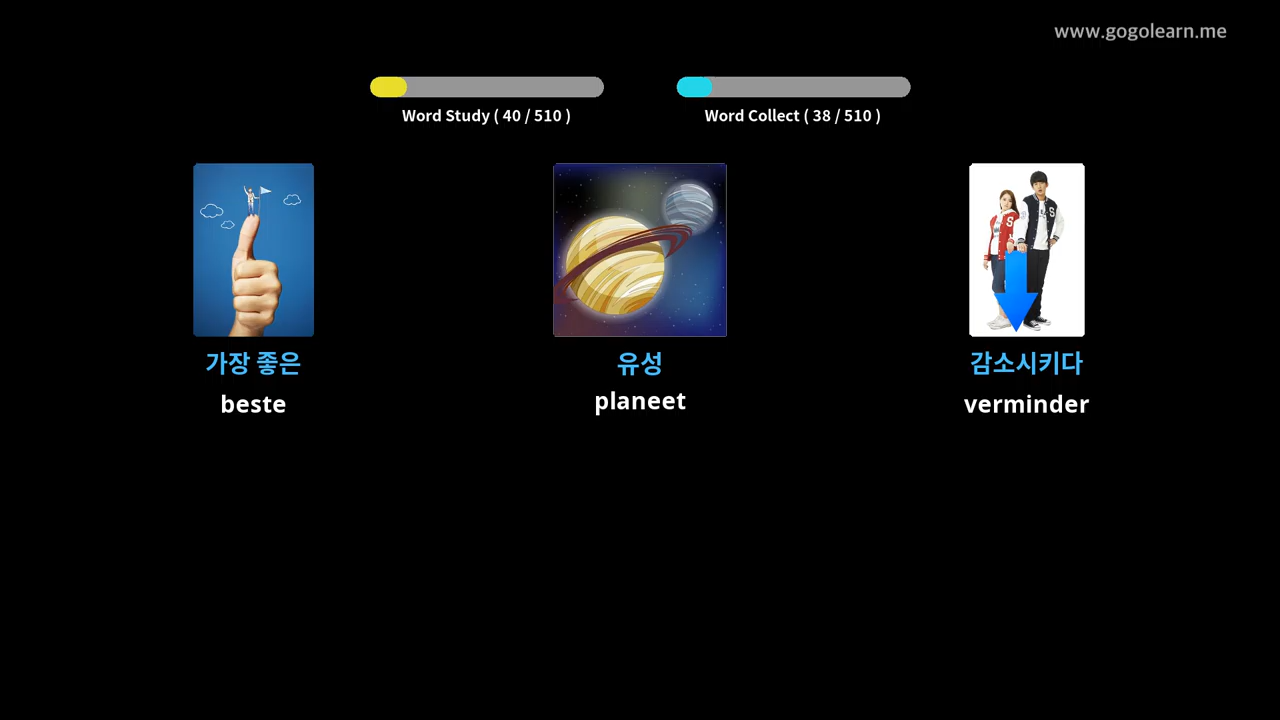 www.gogolearn.me
Word Study ( 40 / 510 )
Word Collect ( 38 / 510 )
가장 좋은
유성
감소시키다
beste
planeet
verminder